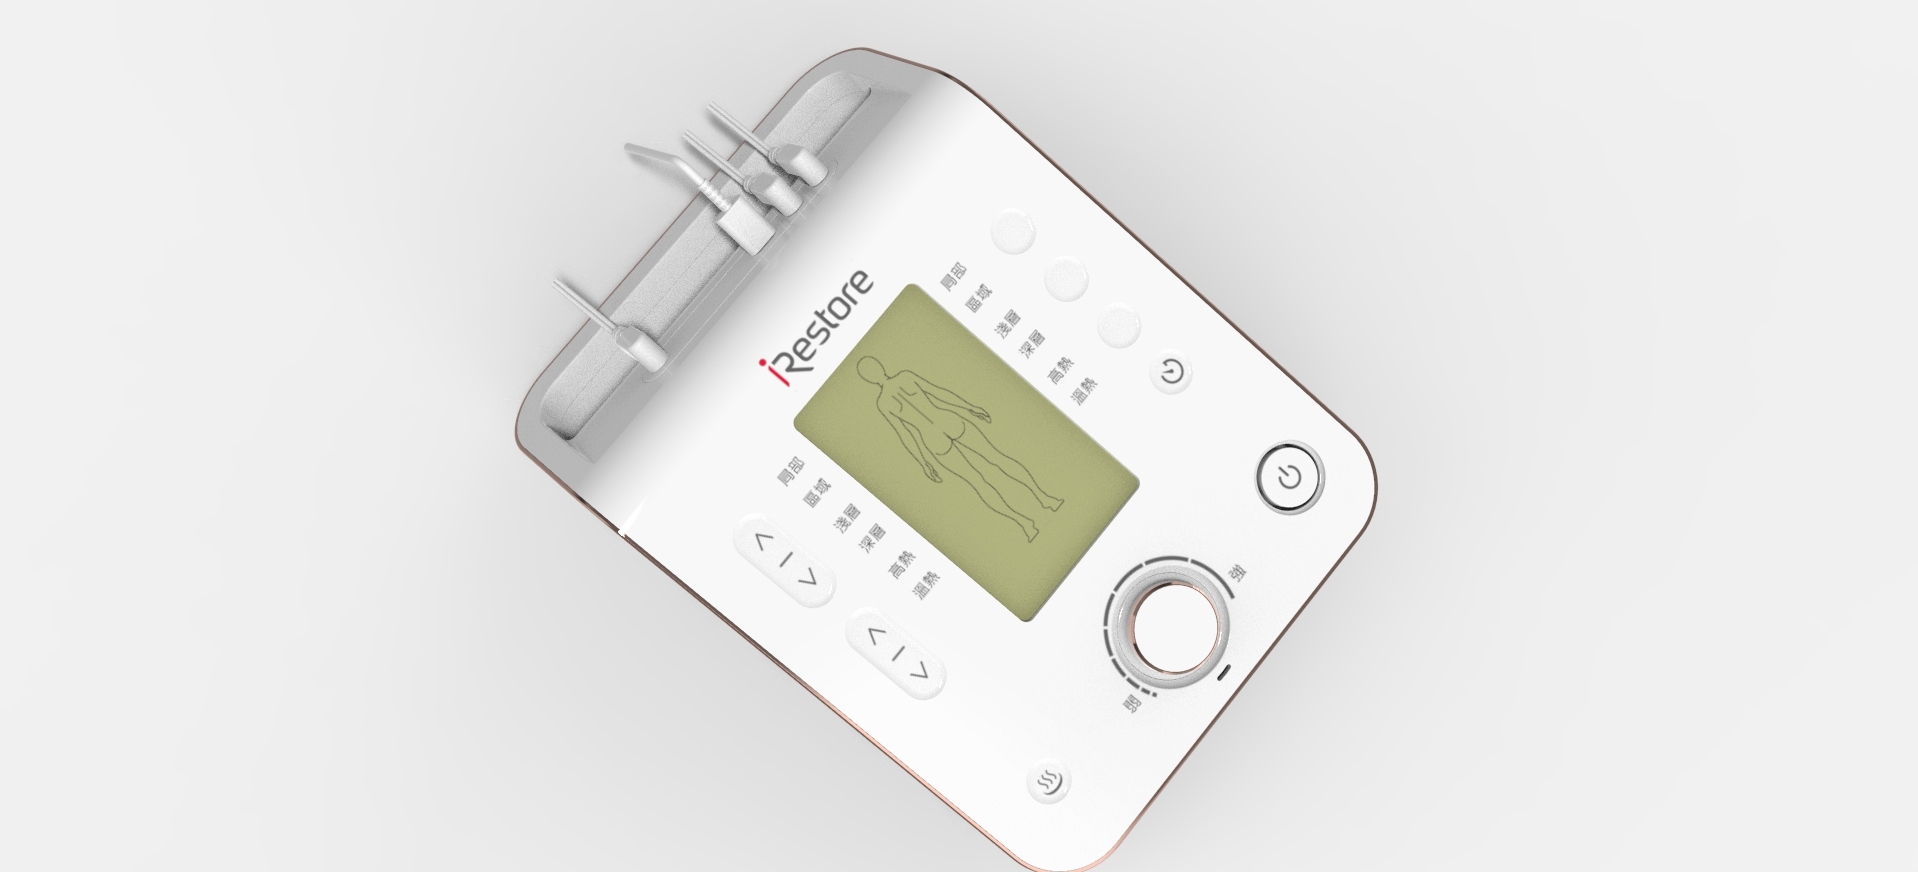 iRestore
局部
區域
淺層
深層
高熱
溫熱
局部
區域
淺層
深層
高熱
溫熱
強
弱